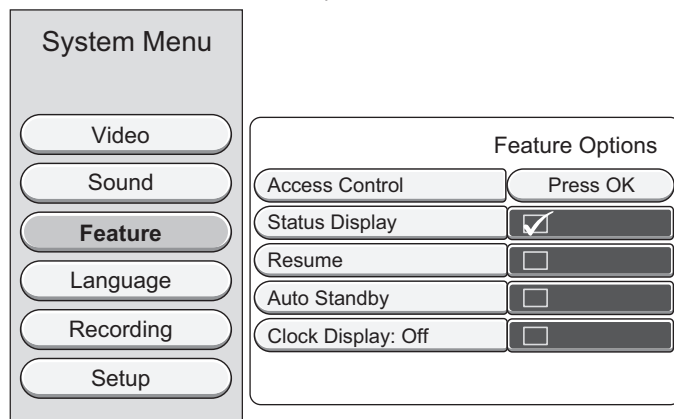 System Menu
Video
Sound
Feature
Language
Recording
Setup
Feature Options
Access Control Press OK
Status Display
Resume
Auto Standby
Clock Display: Off